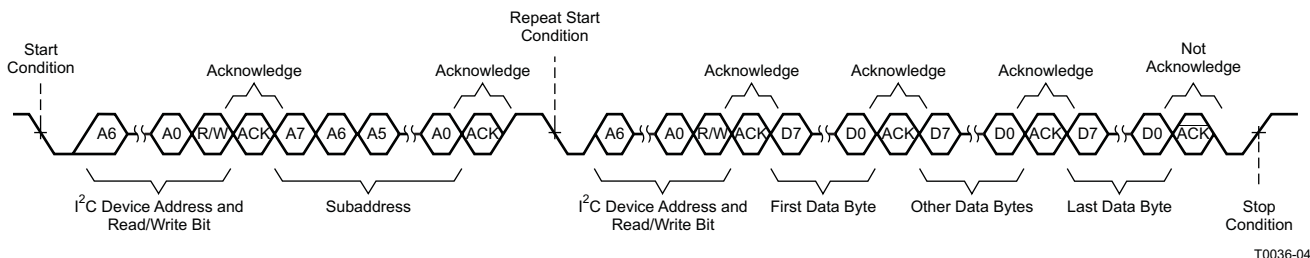 Repeat Start
Condition
Start
Condition
Not
Acknowledge
Acknowledge
Acknowledge
Acknowledge
Acknowledge
Acknowledge
A6 A0 R/W ACK A7 A6 A5 A0 ACK A6 A0 R/W ACK D7 D0 ACK D7 D0 ACK D7 D0 ACK
I²C Device Address and
Read/Write Bit
Subaddress
I²C Device Address and
Read/Write Bit
First Data Byte
Other Data Bytes
Last Data Byte
Stop
Condition
T0036-04